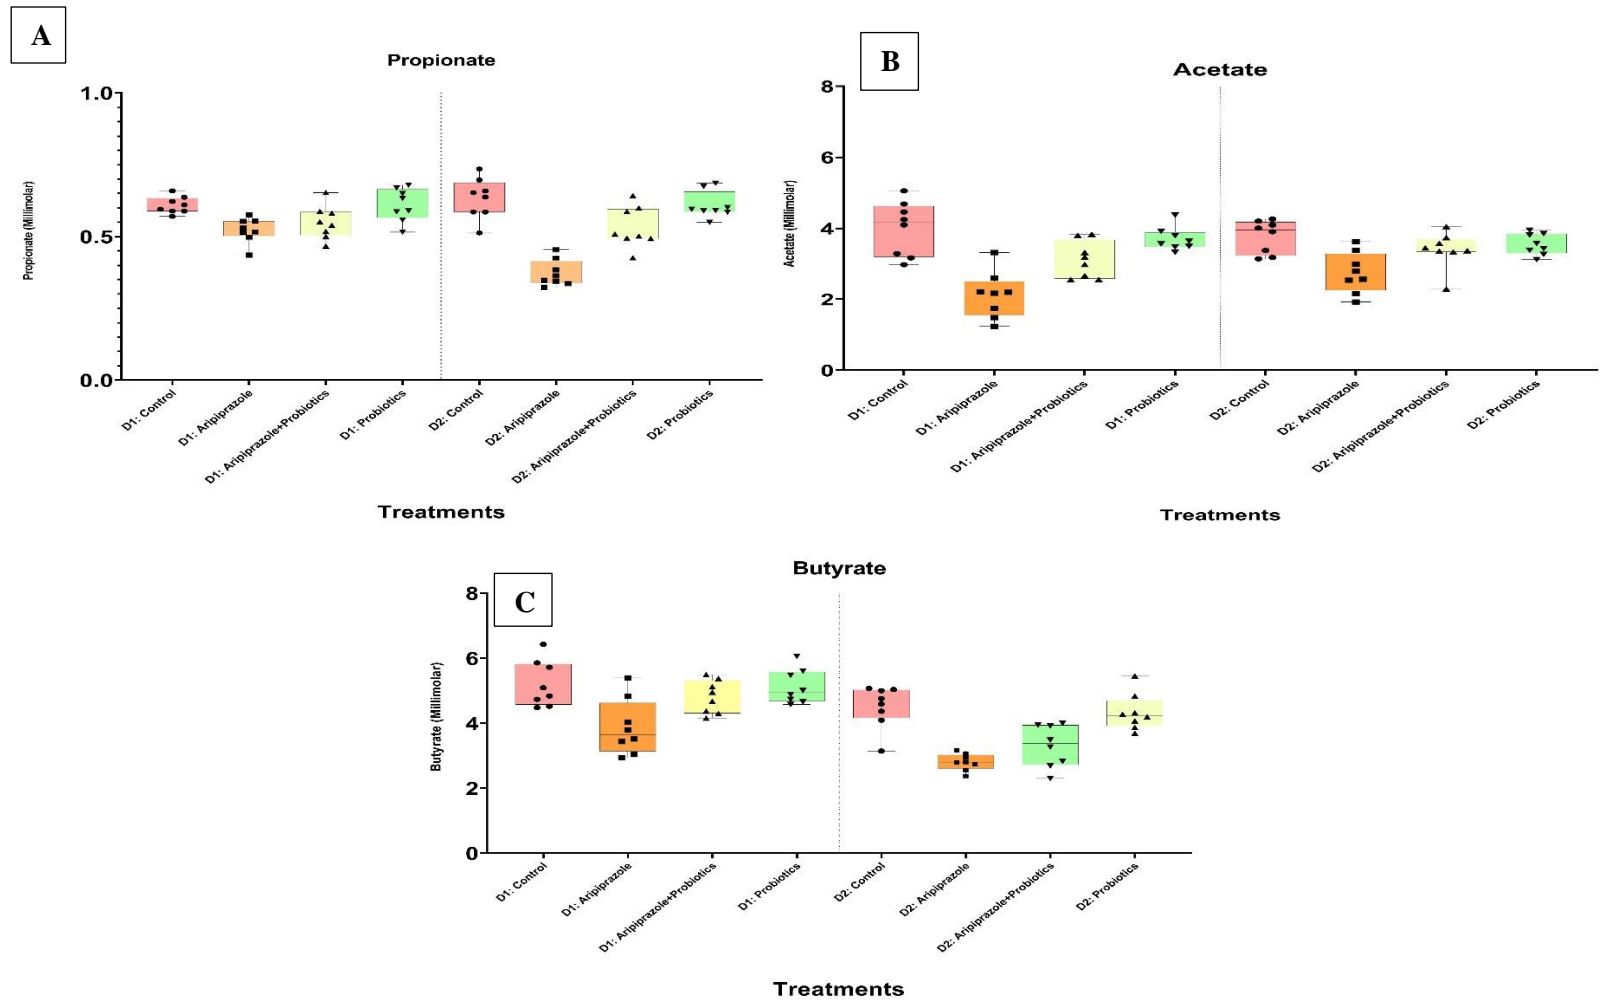 A
Propionate
Propionate (Millimolar)
1.0
0.5
0.0
D1: Control
D1: Aripiprazole
D1: Aripiprazole+Probiotics
D1: Probiotics
D2: Control
D2: Aripiprazole
D2: Aripiprazole+Probiotics
D2: Probiotics
Treatments
B
Acetate
Acetate (Millimolar)
8
6
4
2
0
D1: Control
D1: Aripiprazole
D1: Aripiprazole+Probiotics
D1: Probiotics
D2: Control
D2: Aripiprazole
D2: Aripiprazole+Probiotics
D2: Probiotics
Treatments
C
Butyrate
Butyrate (Millimolar)
8
6
4
2
0
D1: Control
D1: Aripiprazole
D1: Aripiprazole+Probiotics
D1: Probiotics
D2: Control
D2: Aripiprazole
D2: Aripiprazole+Probiotics
D2: Probiotics
Treatments